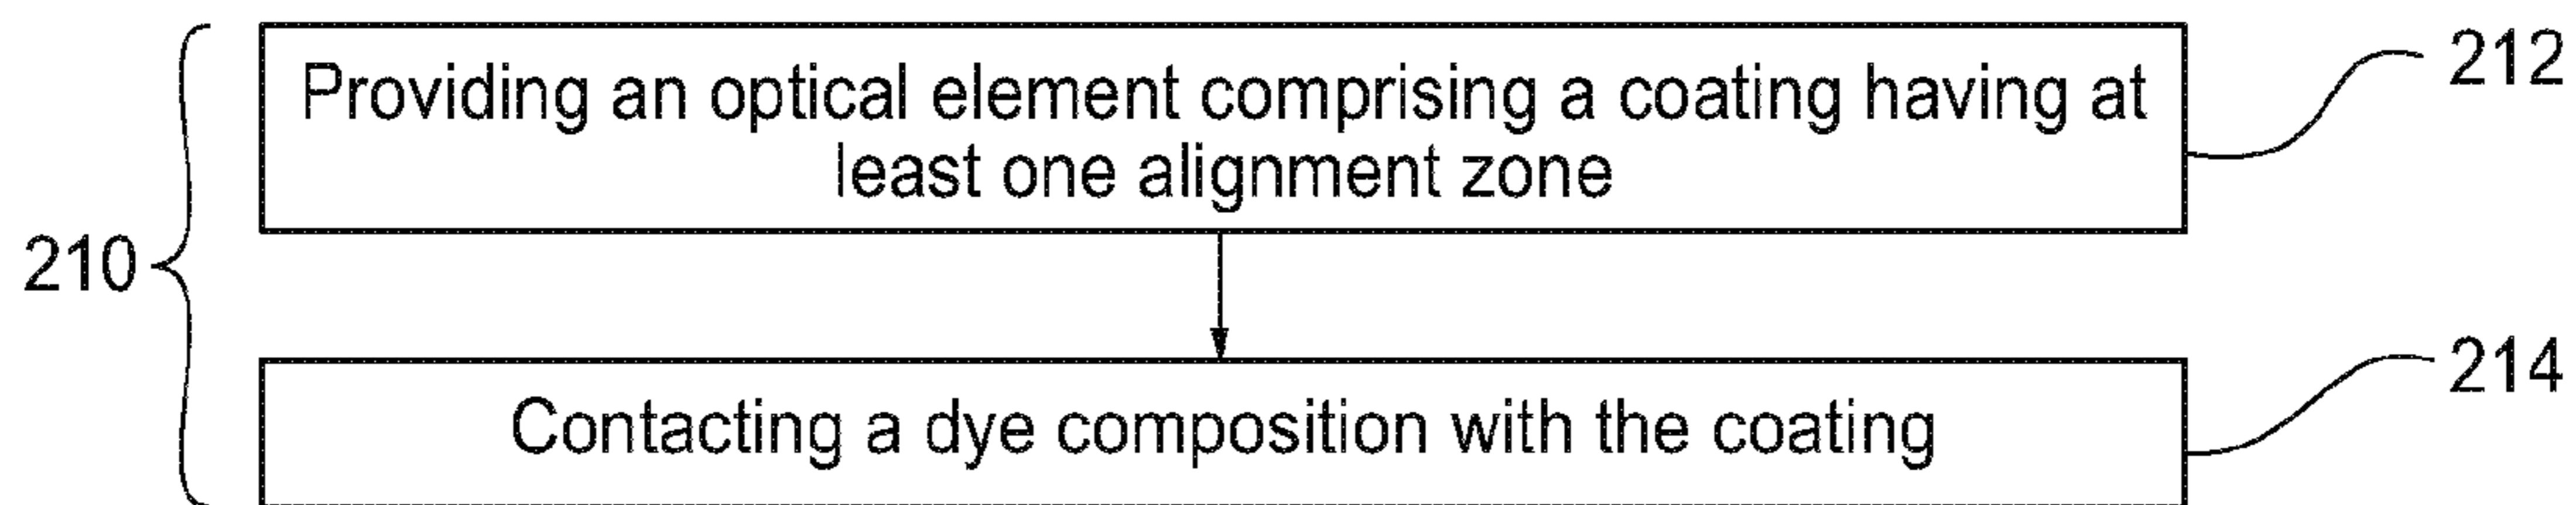 Providing an optical element comprising a coating having at
least one alignment zone
212
210
Contacting a dye composition with the coating
214